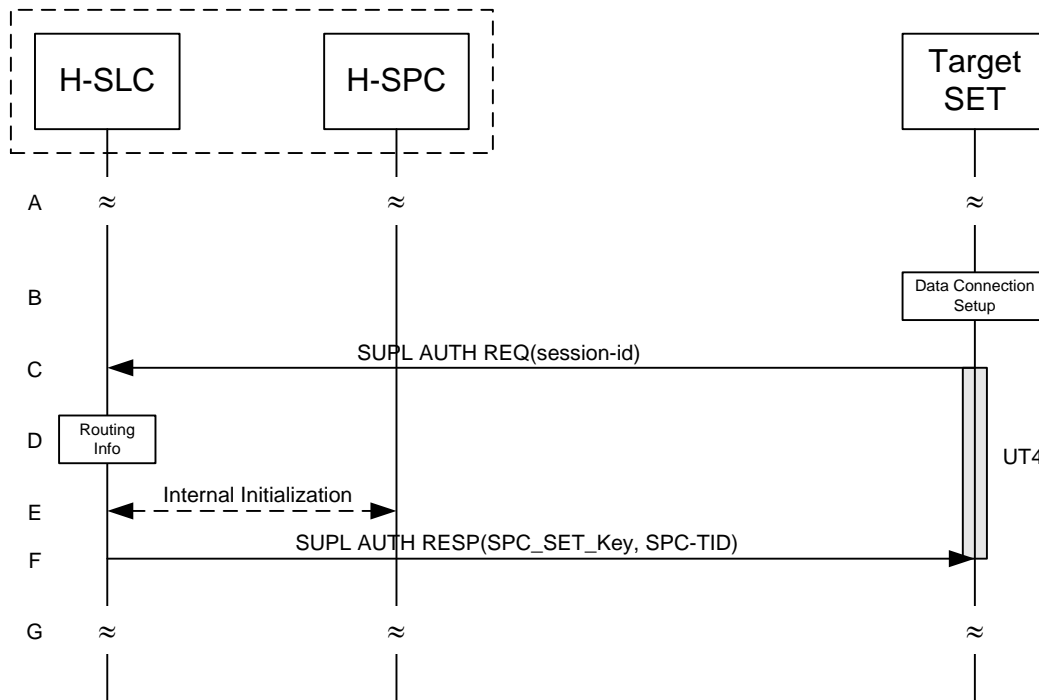 H-SLC
H-SPC
Target
SET
A
≈ ≈ ≈
B
Data Connection
Setup
SUPL AUTH REQ(session-id)
C
D
Routing
Info
UT4
Internal Initialization
E
SUPL AUTH RESP(SPC_SET_Key, SPC-TID)
F
G
≈ ≈ ≈